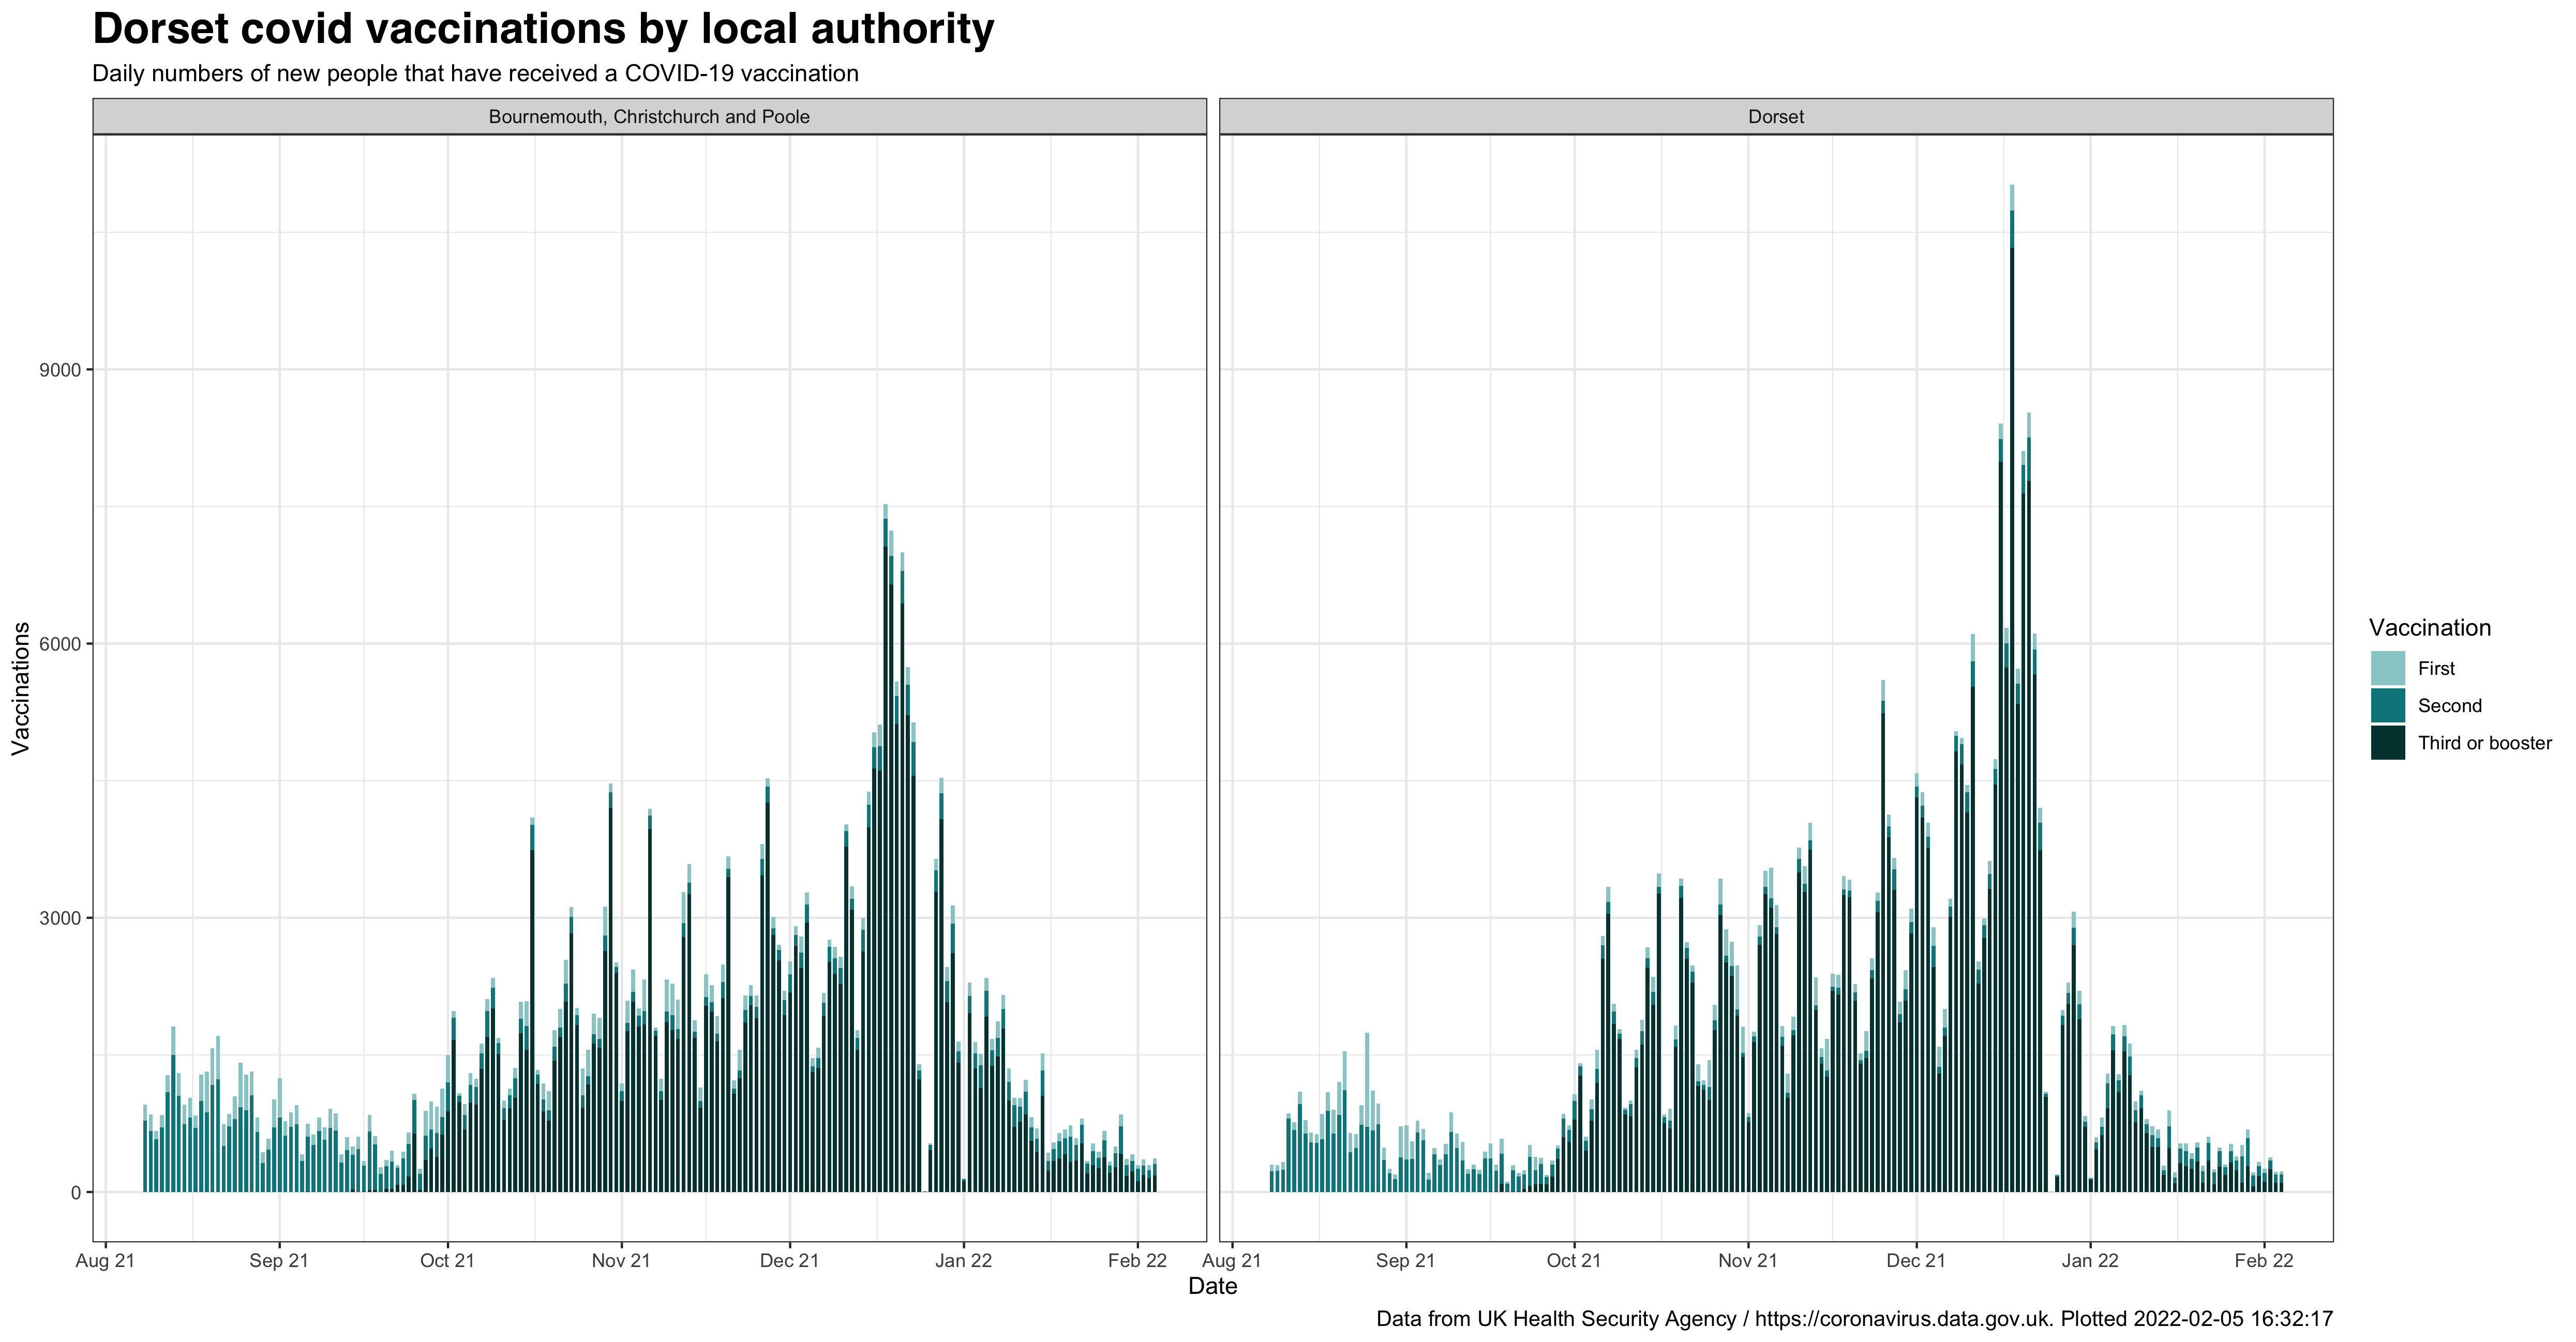 Dorset covid vaccinations by local authority
Daily numbers of new people that have received a COVID-19 vaccination
Bournemouth, Christchurch and Poole
Dorset
9000
6000
3000
0
Vaccinations
Aug 21
Sep 21
Oct 21
Nov 21
Dec 21
Jan 22
Feb 22
Aug 21
Sep 21
Oct 21
Nov 21
Dec 21
Jan 22
Feb 22
Date
Vaccination
First
Second
Third or booster
Data from UK Health Security Agency / https://coronavirus.data.gov.uk. Plotted 2022-02-05 16:32:17